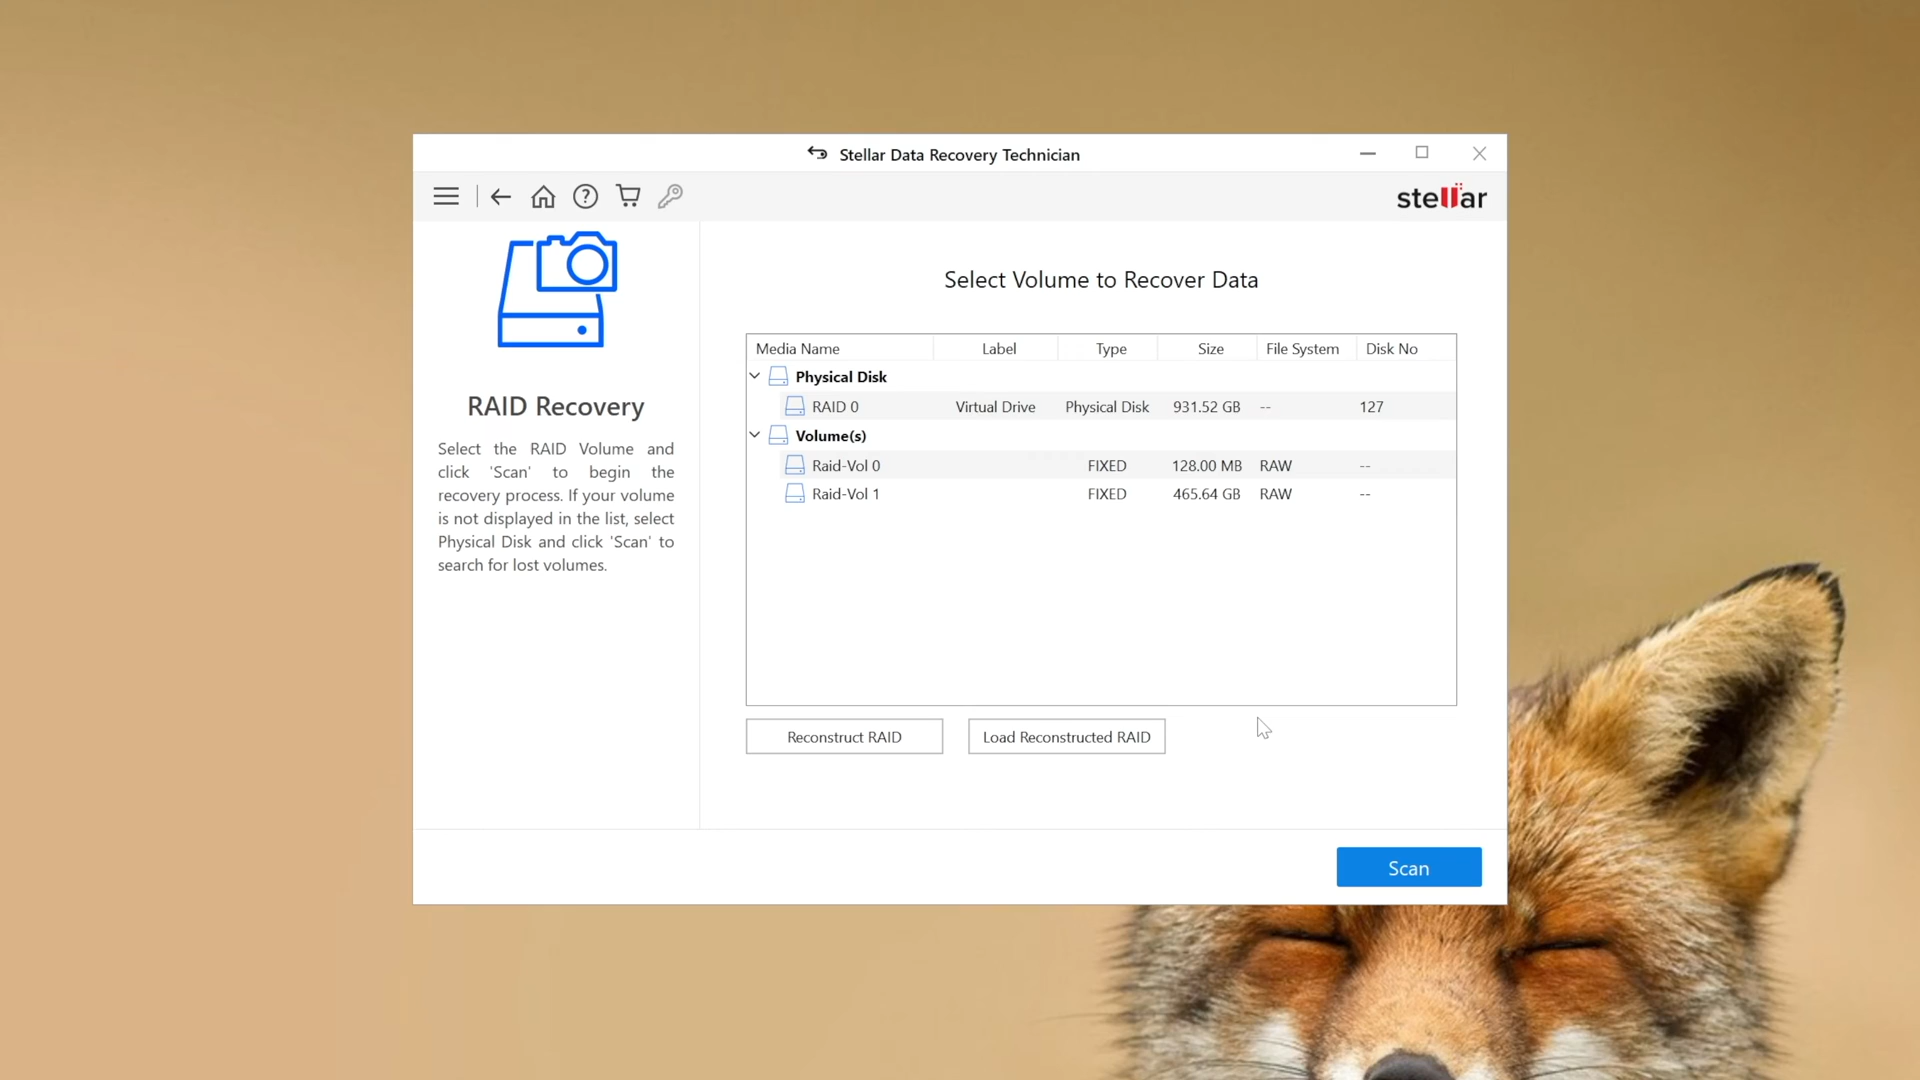 Stellar Data Recovery Technician
stellar
RAID Recovery
Select the RAID Volume and
click 'Scan' to begin the
recovery process. If your volume
is not displayed in the list, select
Physical Disk and click 'Scan' to
search for lost volumes.
Select Volume to Recover Data
Media Name Label Type Size File System Disk No
Physical Disk
RAID 0 Virtual Drive Physical Disk 931.52 GB -- 127
Volume(s)
Raid-Vol 0 FIXED 128.00 MB RAW --
Raid-Vol 1 FIXED 465.64 GB RAW --
Reconstruct RAID
Load Reconstructed RAID
Scan